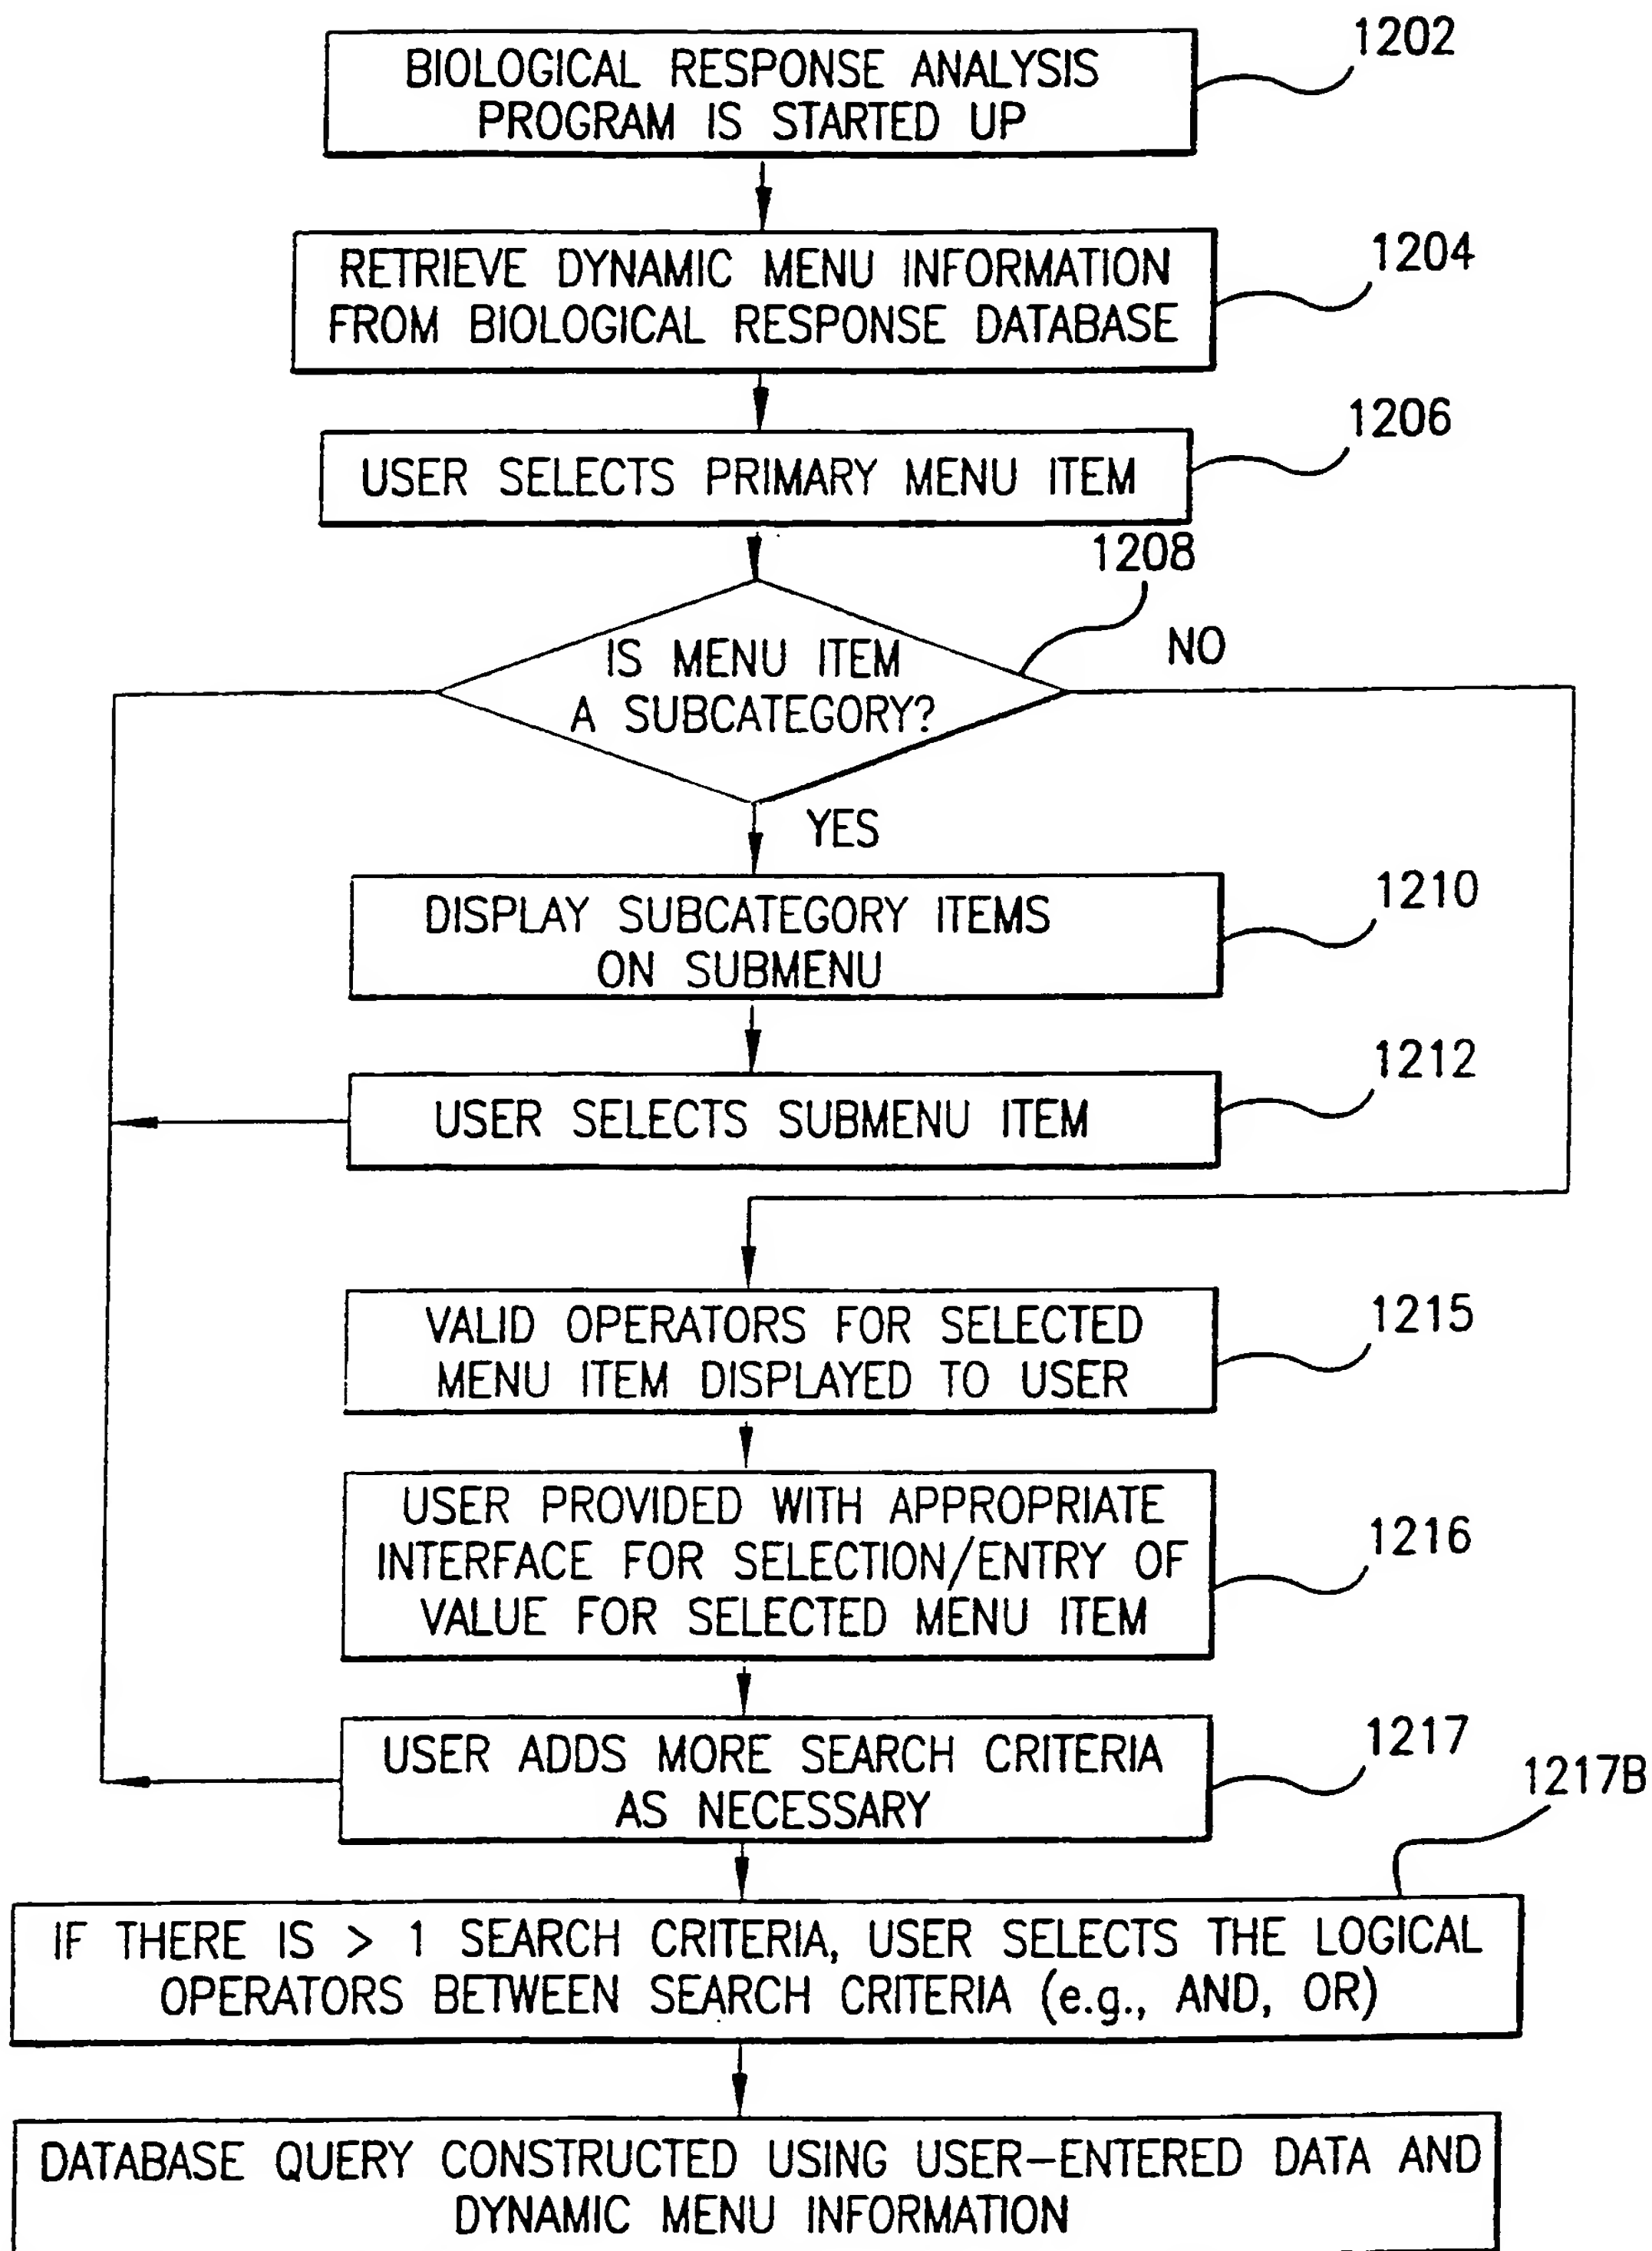 1202
BIOLOGICAL RESPONSE ANALYSIS
PROGRAM IS STARTED UP
1204
RETRIEVE DYNAMIC MENU INFORMATION
FROM BIOLOGICAL RESPONSE DATABASE
1206
USER SELECTS PRIMARY MENU ITEM
1208
IS MENU ITEM
A SUBCATEGORY?
NO
YES
1210
DISPLAY SUBCATEGORY ITEMS
ON SUBMENU
1212
USER SELECTS SUBMENU ITEM
1215
VALID OPERATORS FOR SELECTED
MENU ITEM DISPLAYED TO USER
1216
USER PROVIDED WITH APPROPRIATE
INTERFACE FOR SELECTION/ENTRY OF
VALUE FOR SELECTED MENU ITEM
1217
USER ADDS MORE SEARCH CRITERIA
AS NECESSARY
1217B
IF THERE IS > 1 SEARCH CRITERIA, USER SELECTS THE LOGICAL
OPERATORS BETWEEN SEARCH CRITERIA (e.g., AND, OR)
DATABASE QUERY CONSTRUCTED USING USER-ENTERED DATA AND
DYNAMIC MENU INFORMATION